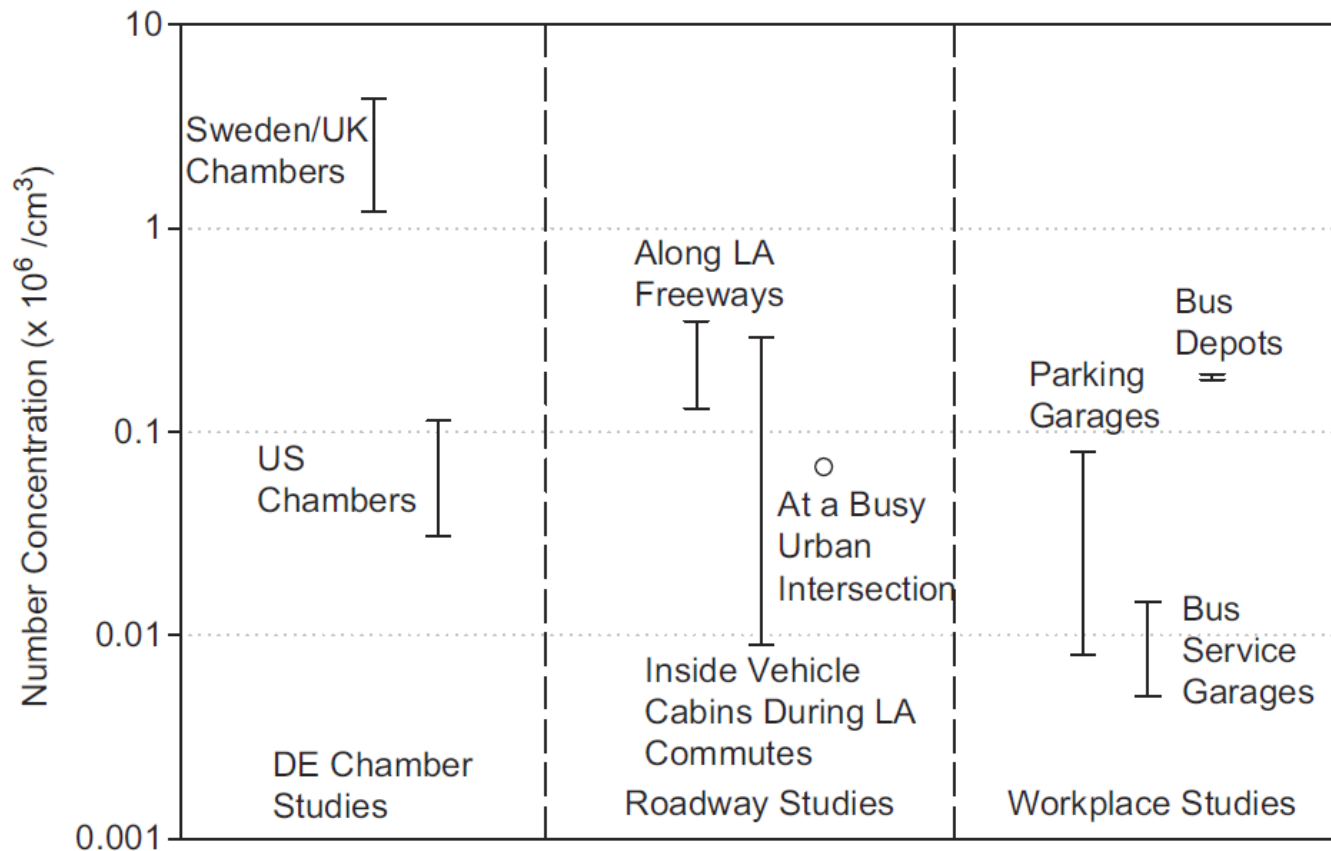 Number Concentration (x 10⁶ /cm³)
10
1
0.1
0.01
0.001
Sweden/UK
Chambers
US
Chambers
DE Chamber
Studies
Along LA
Freeways
At a Busy
Urban
Intersection
Inside Vehicle
Cabins During LA
Commutes
Roadway Studies
Bus
Depots
Parking
Garages
Bus
Service
Garages
Workplace Studies